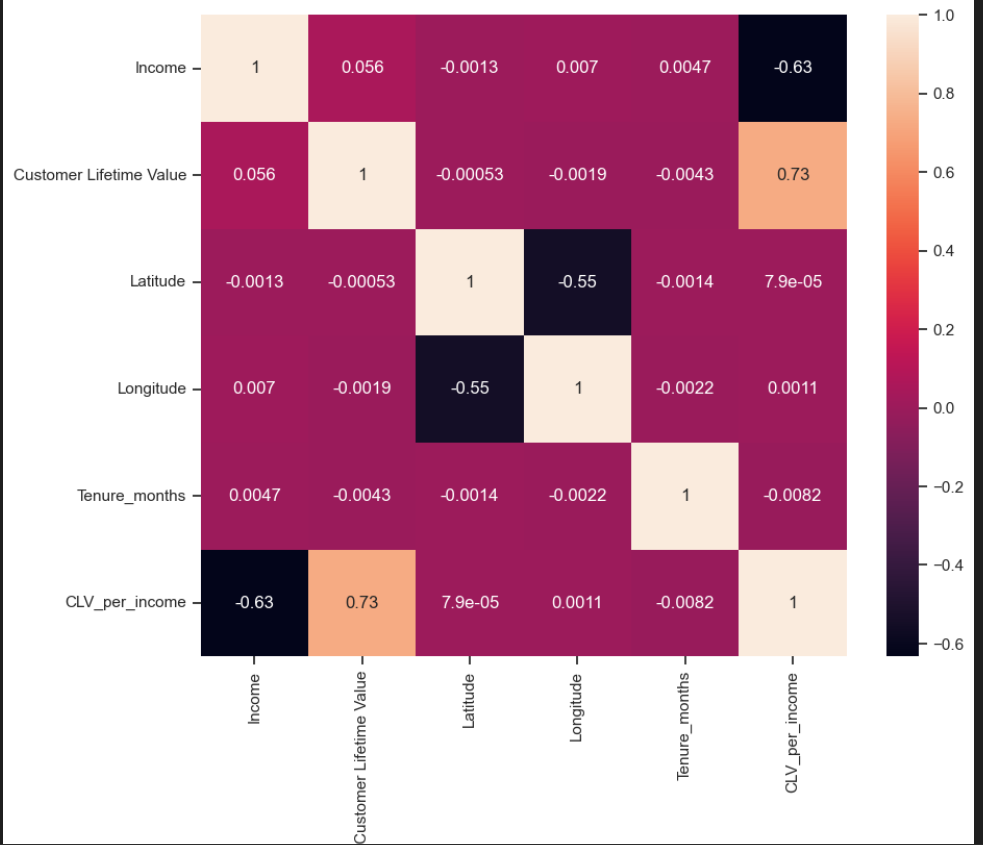 1.0
Income 1 0.056 -0.0013 0.007 0.0047 -0.63
0.8
Customer Lifetime Value 0.056 1 -0.00053 -0.0019 -0.0043 0.73
0.6
0.4
Latitude -0.0013 -0.00053 1 -0.55 -0.0014 7.9e-05
0.2
Longitude 0.007 -0.0019 -0.55 1 -0.0022 0.0011
0.0
Tenure_months 0.0047 -0.0043 -0.0014 -0.0022 1 -0.0082
−0.2
−0.4
CLV_per_income -0.63 0.73 7.9e-05 0.0011 -0.0082 1
−0.6
Income
Customer Lifetime Value
Latitude
Longitude
Tenure_months
CLV_per_income